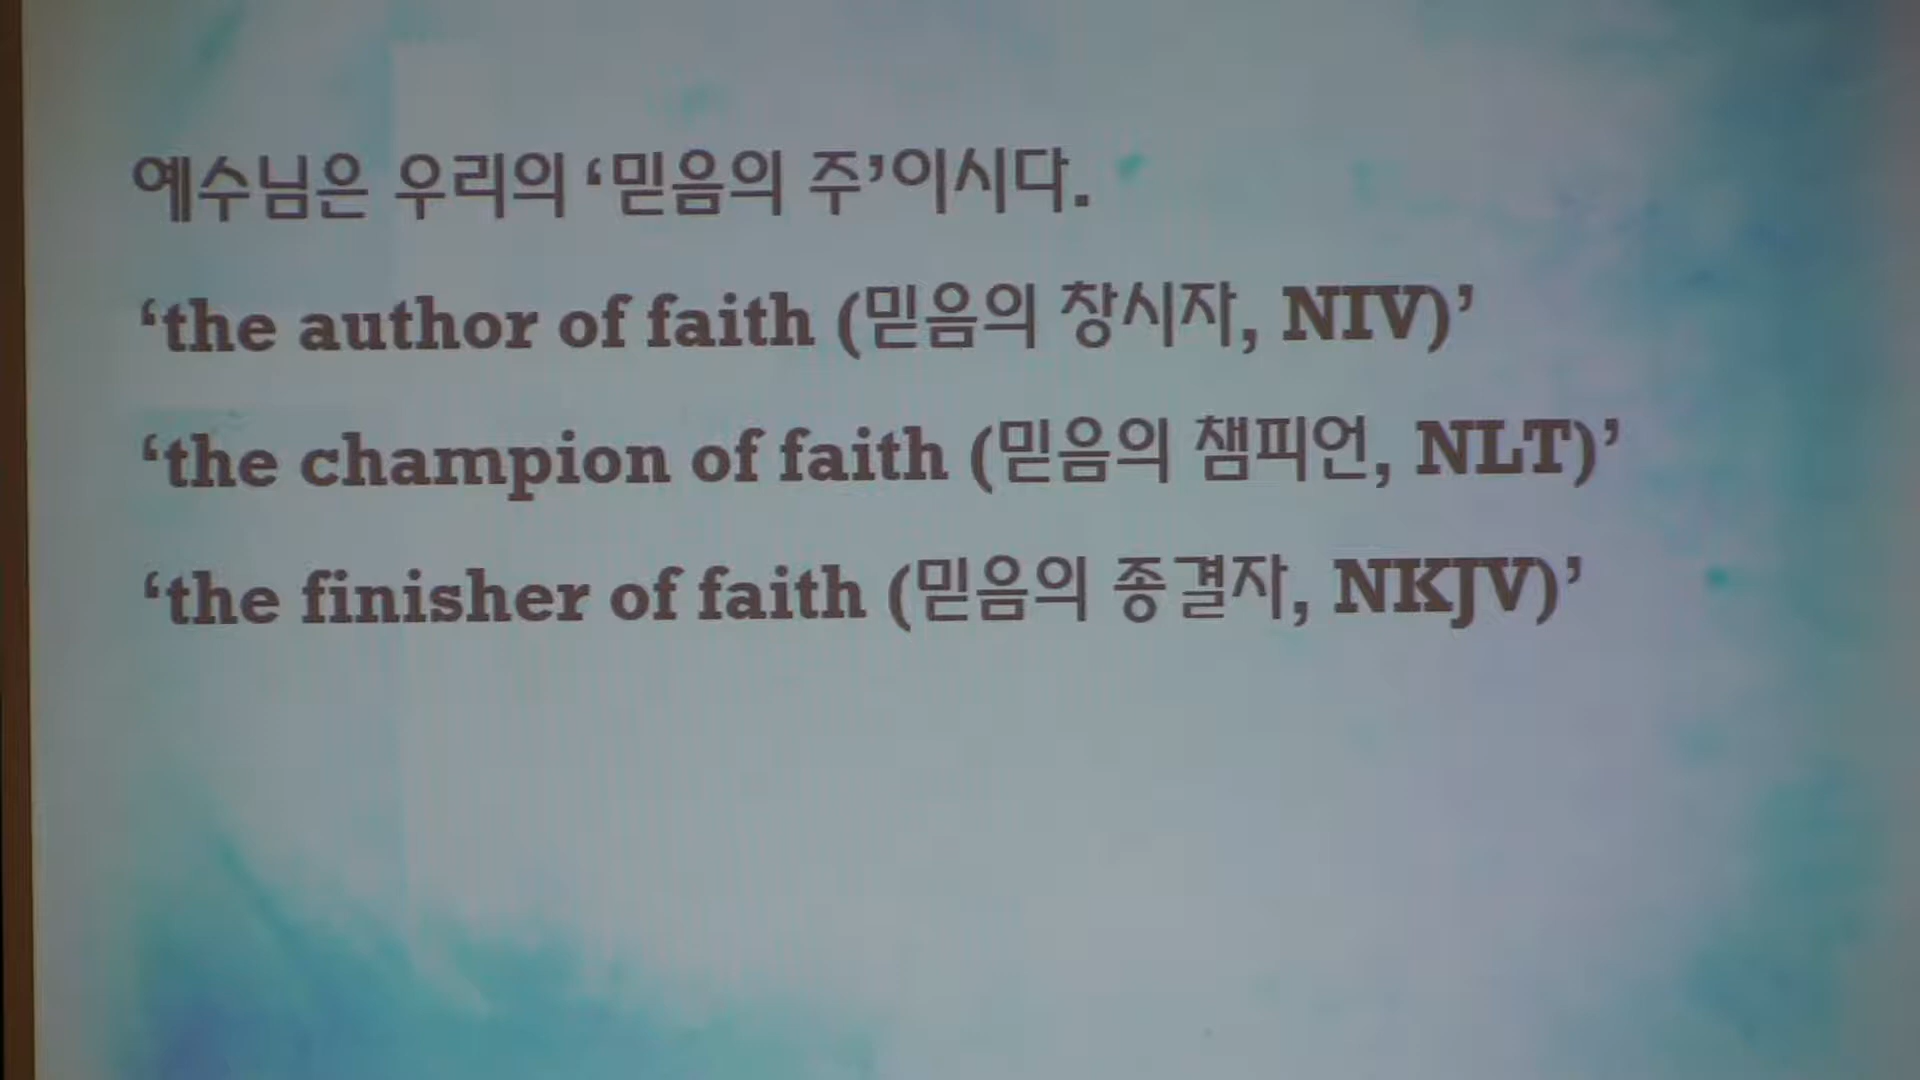 예수님은 우리의 ‘믿음의 주’이시다.
‘the author of faith (믿음의 창시자, NIV)’
‘the champion of faith (믿음의 챔피언, NLT)’
‘the finisher of faith (믿음의 종결자, NKJV)’